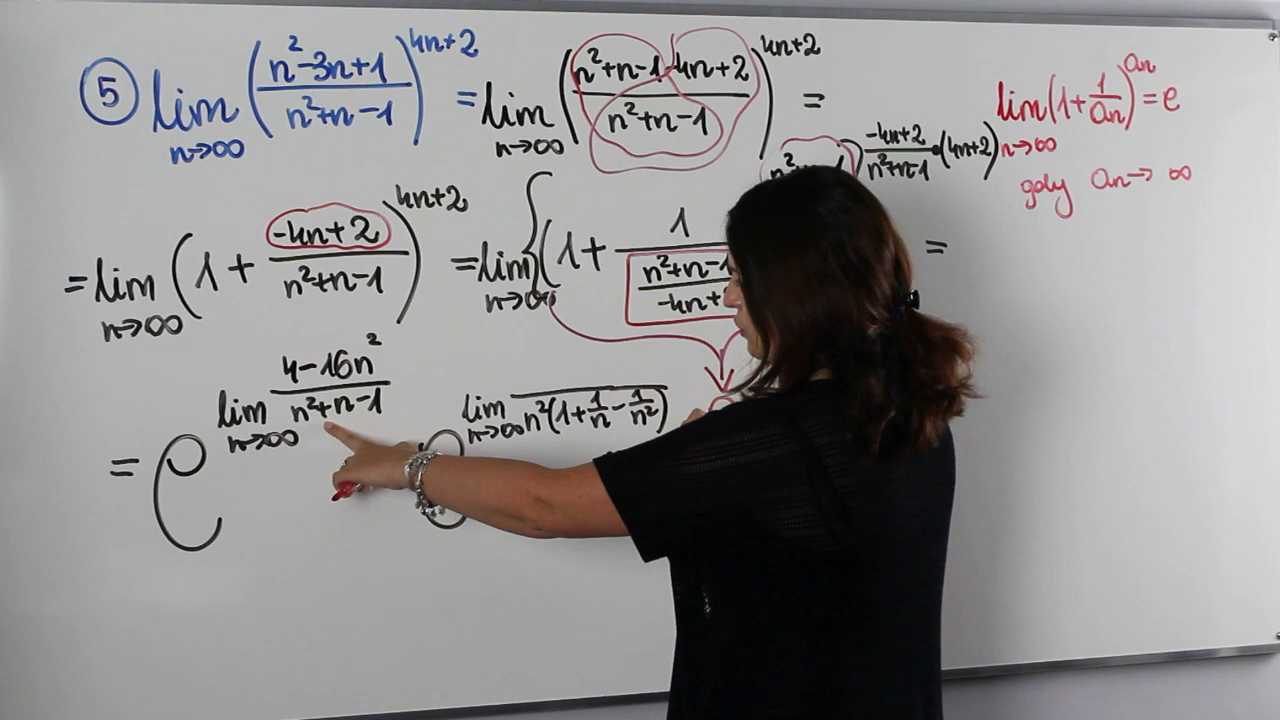 ⑤ lim n→∞ ((n²-3n+1)/(n²+n-1))^(4n+2) = lim n→∞ ((n²+n-1-4n+2)/(n²+n-1))^(4n+2) =
= lim n→∞ (1+(-4n+2)/(n²+n-1))^(4n+2) = lim n→∞ {(1+1/((n²+n-1)/(-4n+ (-4n+2)/(n²+n-1)·(4n+2) =
= e^(lim n→∞ (4-16n²)/(n²+n-1)) e^(lim n→∞ /(n²(1+1/n-1/n²)))
lim n→∞ (1+1/an)^an = e
gdy an→∞